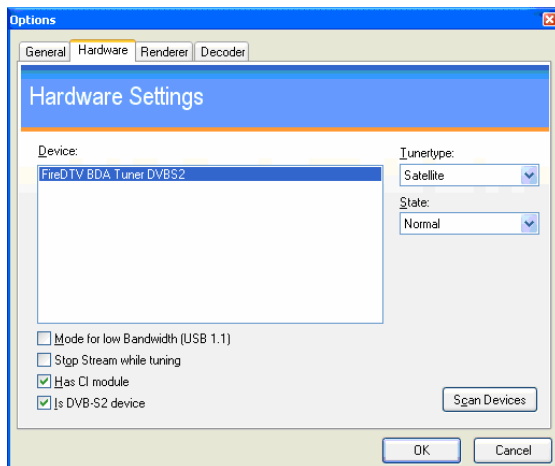 Options
General Hardware Renderer Decoder
Hardware Settings
Device:
FireDTV BDA Tuner DVBS2
Tunertype:
Satellite
State:
Normal
Mode for low Bandwidth (USB 1.1)
Stop Stream while tuning
Has CI module
Is DVB-S2 device
Scan Devices
OK Cancel